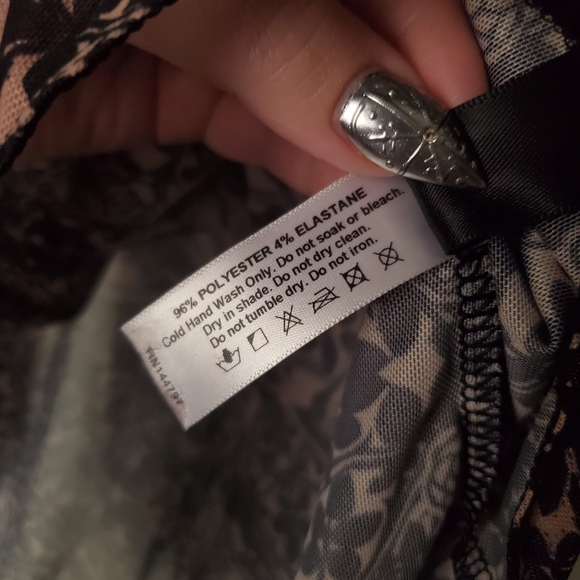 96% POLYESTER 4% ELASTANE
Cold Hand Wash Only. Do not soak or bleach.
Dry in shade. Do not dry clean.
Do not tumble dry. Do not iron.